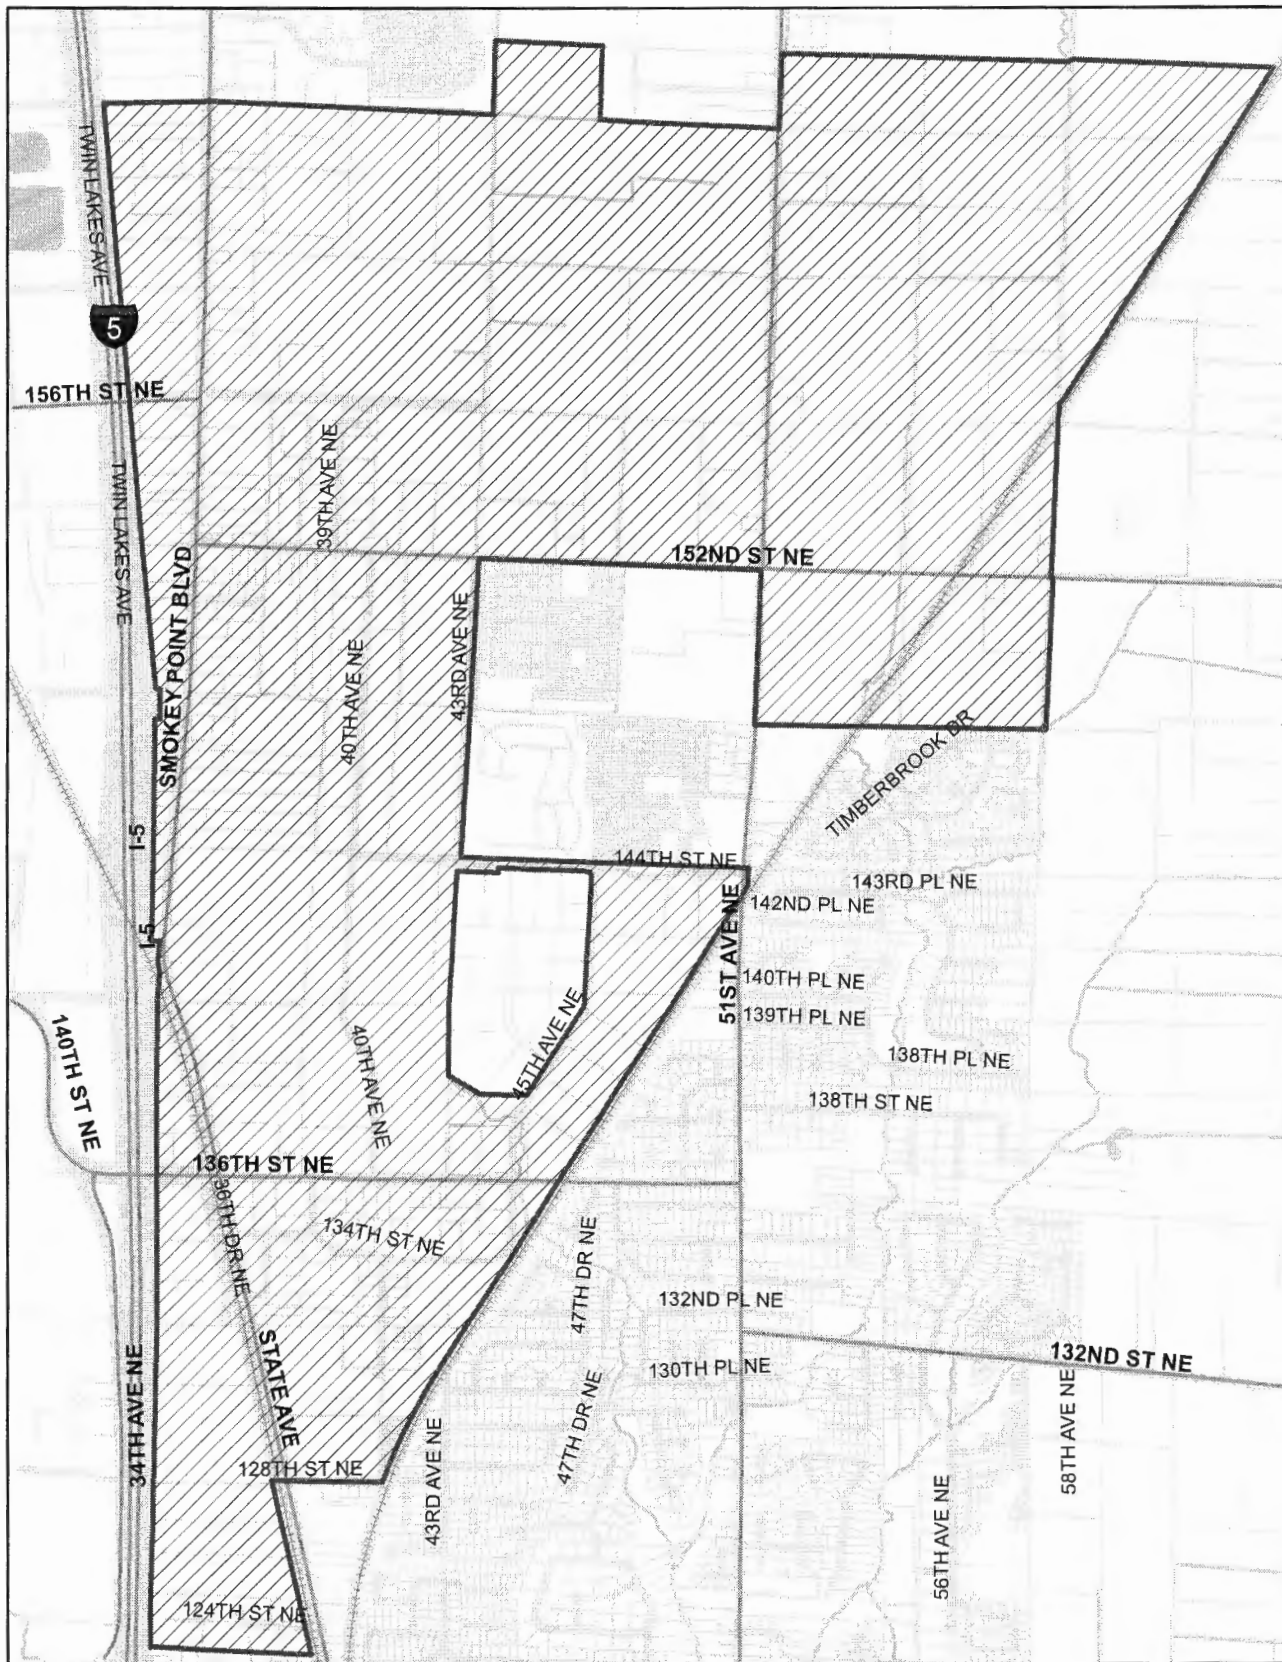 TWIN LAKES AVE
5
156TH ST NE
39TH AVE NE
TWIN LAKES AVE
152ND ST NE
SMOKEY POINT BLVD
43RD AVE NE
40TH AVE NE
TIMBERBROOK DR
I-5
144TH ST NE
143RD PL NE
142ND PL NE
51ST AVE NE
I-5
140TH PL NE
139TH PL NE
45TH AVE NE
140TH ST NE
40TH AVE NE
138TH PL NE
138TH ST NE
136TH ST NE
36TH DR NE
134TH ST NE
47TH DR NE
132ND PL NE
132ND ST NE
STATE AVE
130TH PL NE
34TH AVE NE
47TH DR NE
58TH AVE NE
128TH ST NE
43RD AVE NE
56TH AVE NE
124TH ST NE